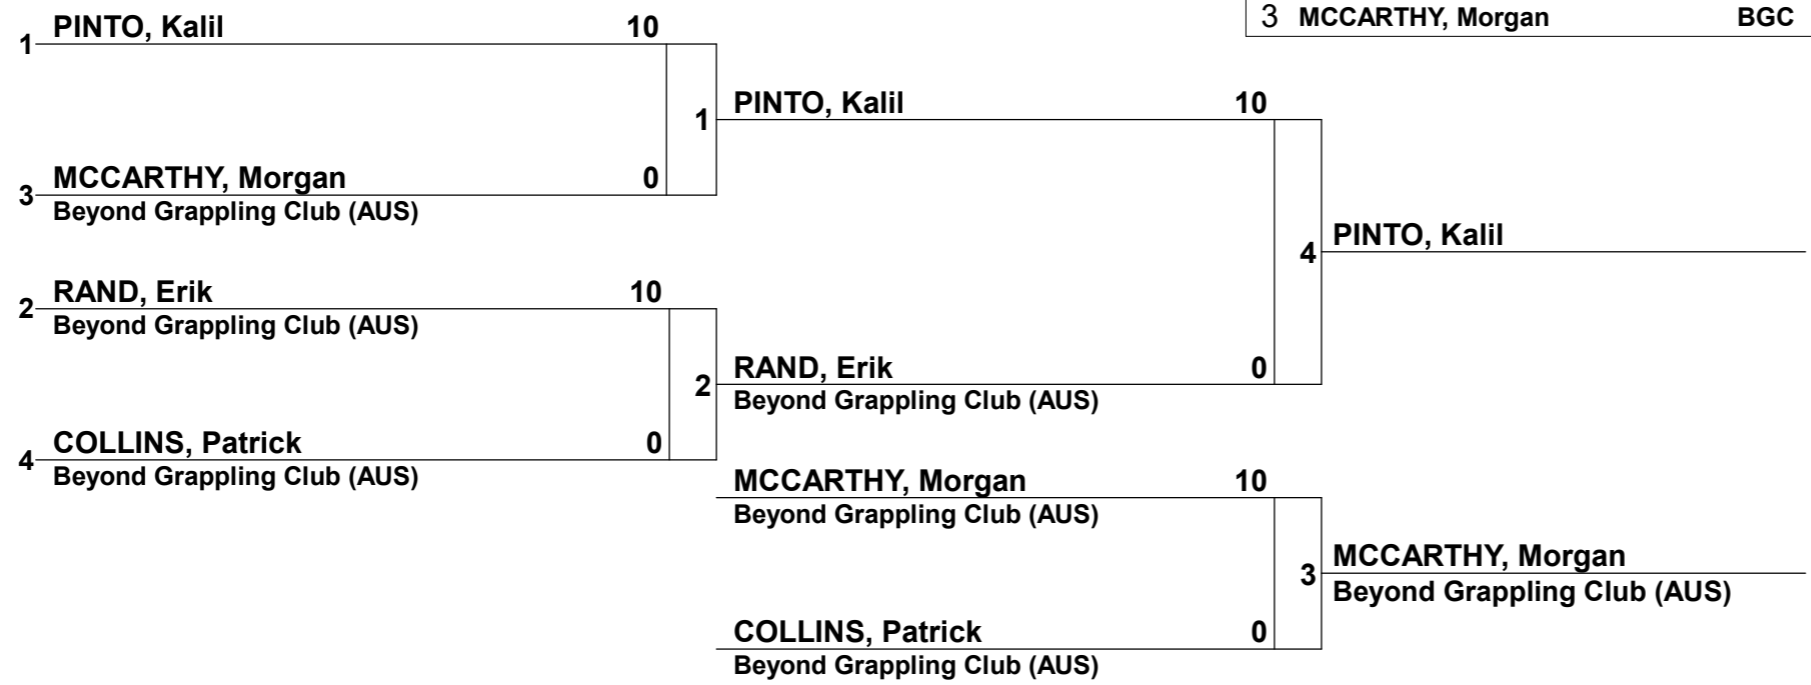 3 MCCARTHY, Morgan BGC
1 PINTO, Kalil 10
3 MCCARTHY, Morgan 0
Beyond Grappling Club (AUS)
1
2 RAND, Erik 10
Beyond Grappling Club (AUS)
4 COLLINS, Patrick 0
Beyond Grappling Club (AUS)
2
PINTO, Kalil 10
RAND, Erik 0
Beyond Grappling Club (AUS)
4
PINTO, Kalil
MCCARTHY, Morgan 10
Beyond Grappling Club (AUS)
COLLINS, Patrick 0
Beyond Grappling Club (AUS)
3
MCCARTHY, Morgan
Beyond Grappling Club (AUS)